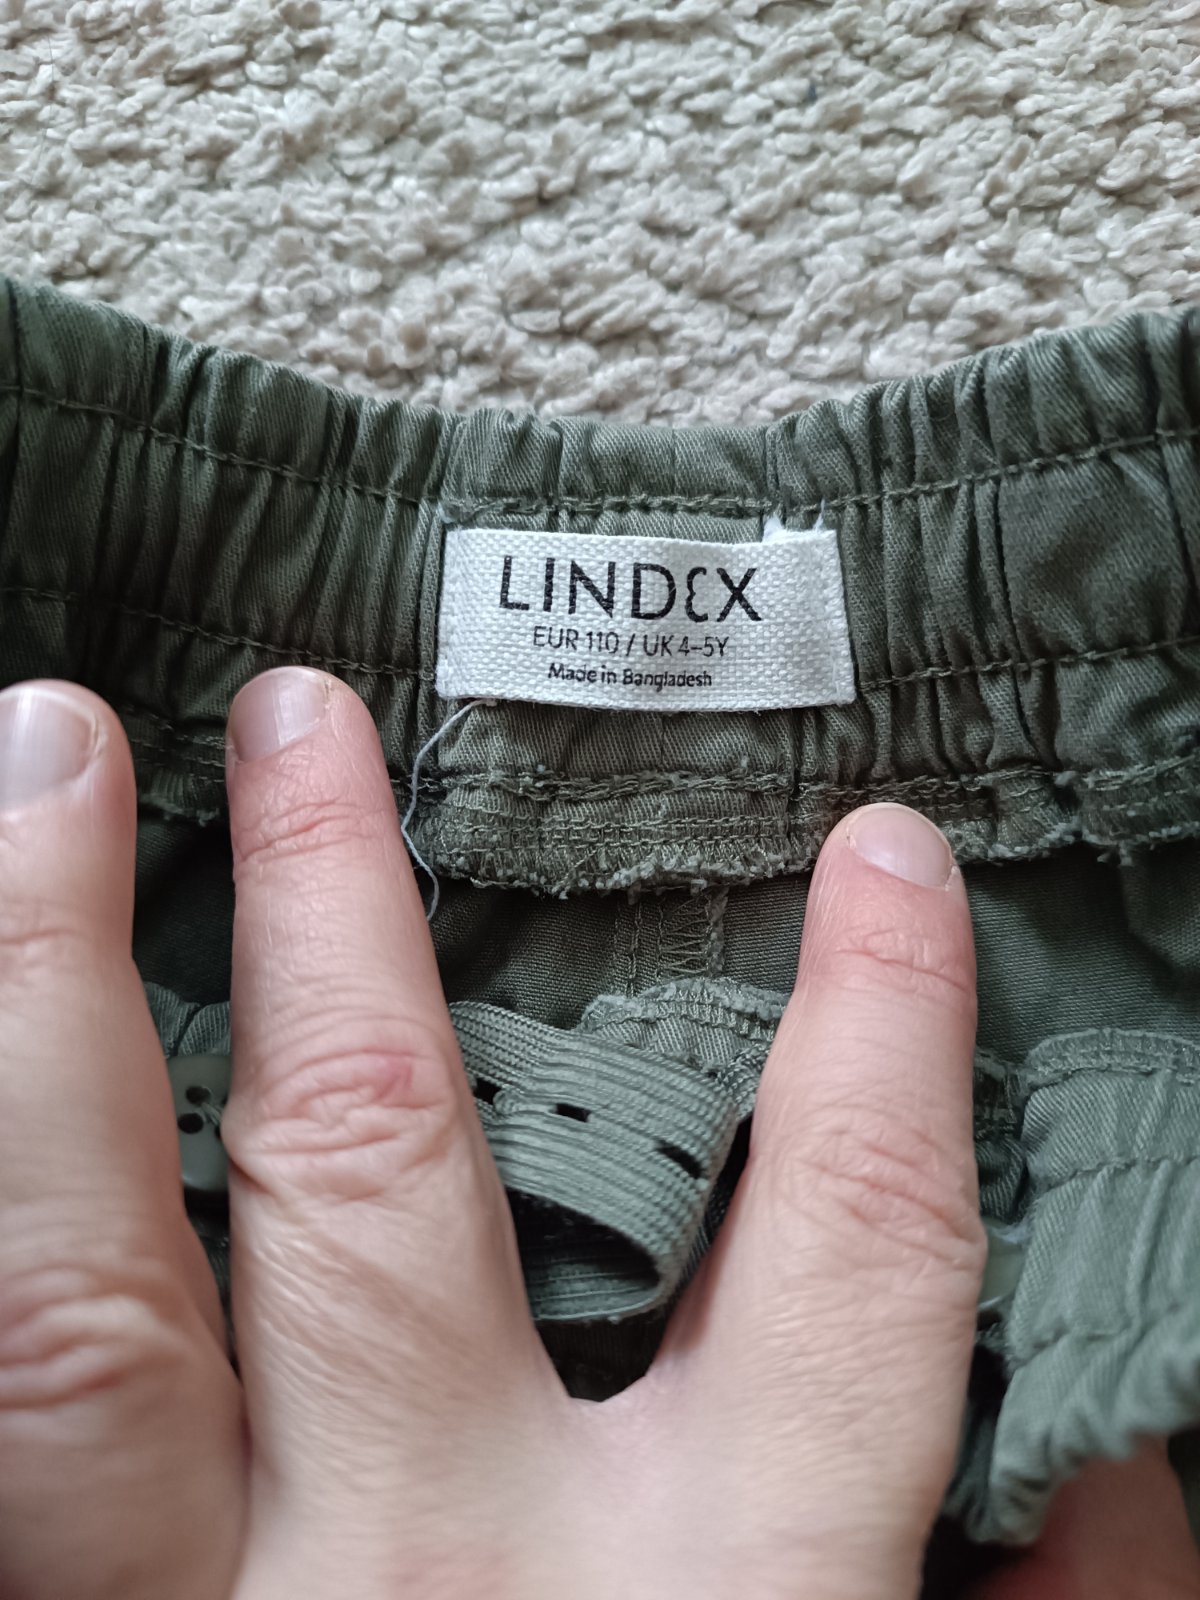 LINDEX
EUR 110 / UK 4-5Y
Made in Bangladesh